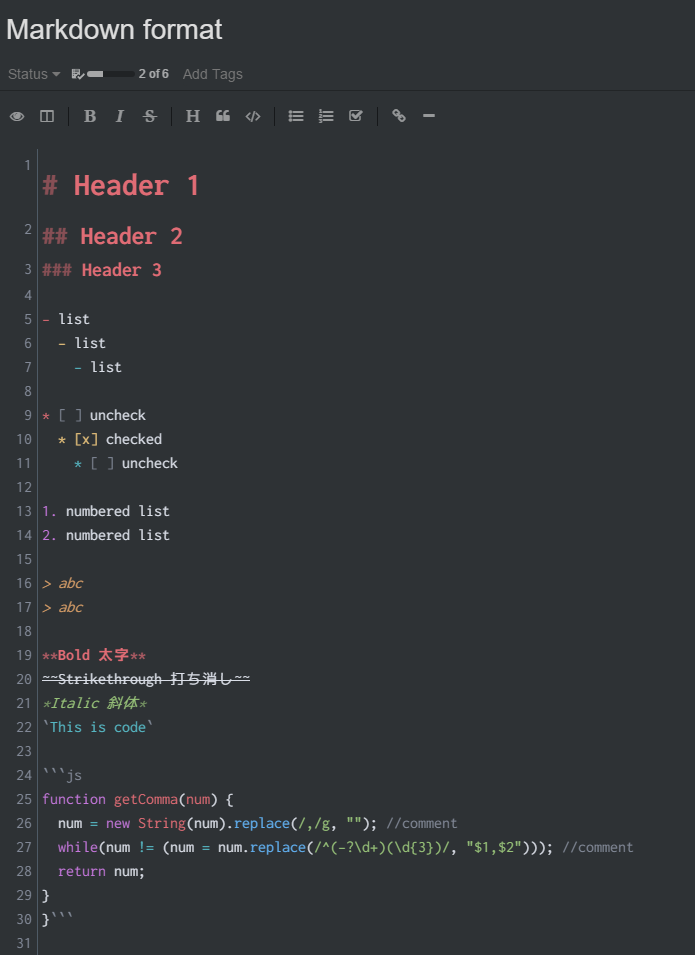 Markdown format
Status 2 of 6 Add Tags
B I S H </>
1 # Header 1
2 ## Header 2
3 ### Header 3
4
5 - list
6   - list
7     - list
8
9 * [ ] uncheck
10   * [x] checked
11     * [ ] uncheck
12
13 1. numbered list
14 2. numbered list
15
16 > abc
17 > abc
18
19 **Bold 太字**
20 ~~Strikethrough 打ち消し~~
21 *Italic 斜体*
22 `This is code`
23
24 ```js
25 function getComma(num) {
26   num = new String(num).replace(/,/g, ""); //comment
27   while(num != (num = num.replace(/^(-?\d+)(\d{3})/, "$1,$2"))); //comment
28   return num;
29 }
30 }```
31